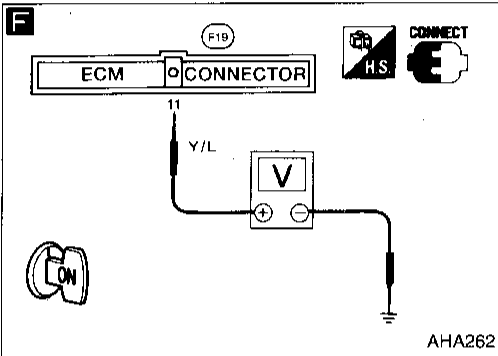 F
F19
CONNECT
H.S.
ECM
CONNECTOR
11
Y/L
V
+
−
ON
AHA262